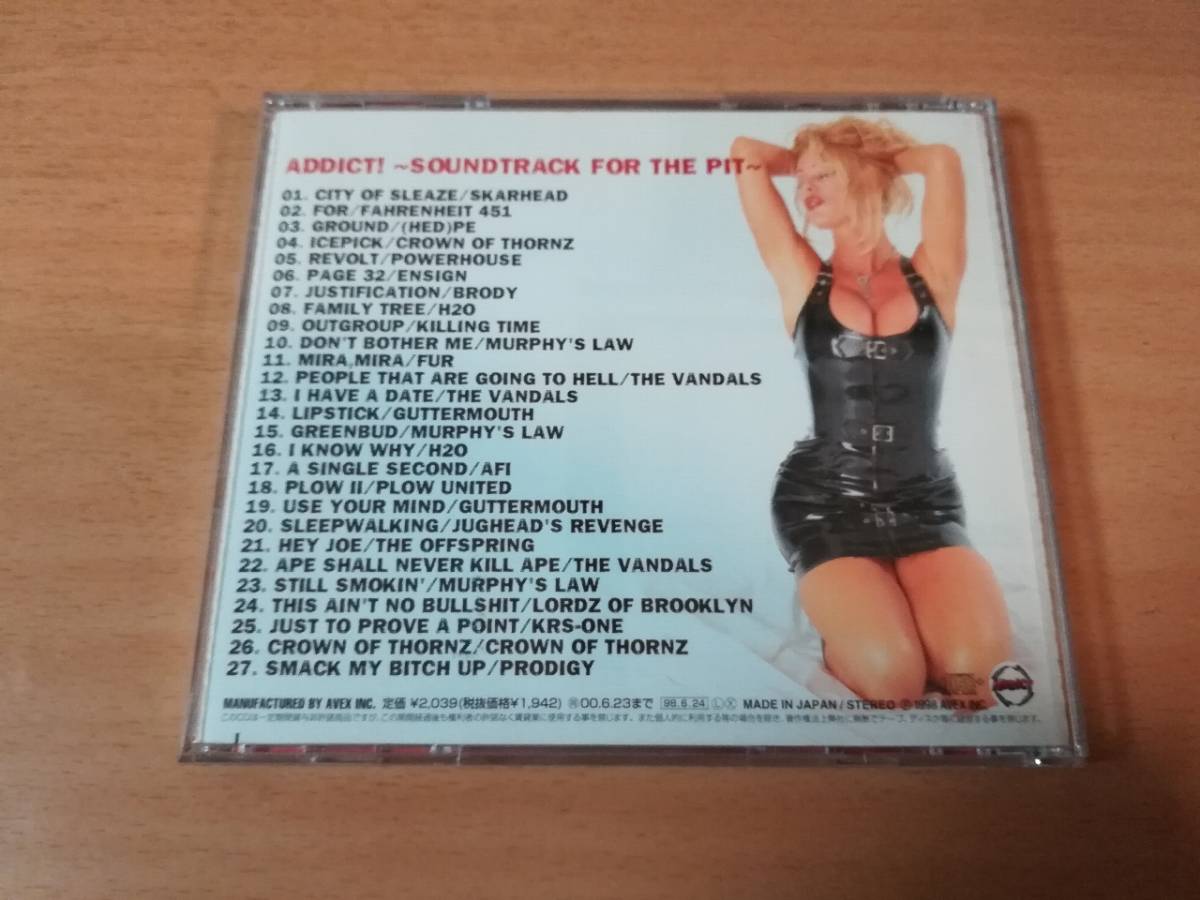 ADDICT! ~SOUNDTRACK FOR THE PIT~
01. CITY OF SLEAZE/SKARHEAD
02. FOR/FAHRENHEIT 451
03. GROUND/(HED)PE
04. ICEPICK/CROWN OF THORNZ
05. REVOLT/POWERHOUSE
06. PAGE 32/ENSIGN
07. JUSTIFICATION/BRODY
08. FAMILY TREE/H2O
09. OUTGROUP/KILLING TIME
10. DON'T BOTHER ME/MURPHY'S LAW
11. MIRA,MIRA/FUR
12. PEOPLE THAT ARE GOING TO HELL/THE VANDALS
13. I HAVE A DATE/THE VANDALS
14. LIPSTICK/GUTTERMOUTH
15. GREENBUD/MURPHY'S LAW
16. I KNOW WHY/H2O
17. A SINGLE SECOND/AFI
18. PLOW II/PLOW UNITED
19. USE YOUR MIND/GUTTERMOUTH
20. SLEEPWALKING/JUGHEAD'S REVENGE
21. HEY JOE/THE OFFSPRING
22. APE SHALL NEVER KILL APE/THE VANDALS
23. STILL SMOKIN'/MURPHY'S LAW
24. THIS AIN'T NO BULLSHIT/LORDZ OF BROOKLYN
25. JUST TO PROVE A POINT/KRS-ONE
26. CROWN OF THORNZ/CROWN OF THORNZ
27. SMACK MY BITCH UP/PRODIGY
MANUFACTURED BY AVEX INC. 定価 ¥2,039(税抜価格¥1,942) 00.6.23まで 98.6.24 Ⓛ Ⓧ MADE IN JAPAN / STEREO Ⓟ 1998 AVEX INC.